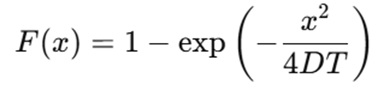 F(x) = 1 − exp(−x²/4DT)